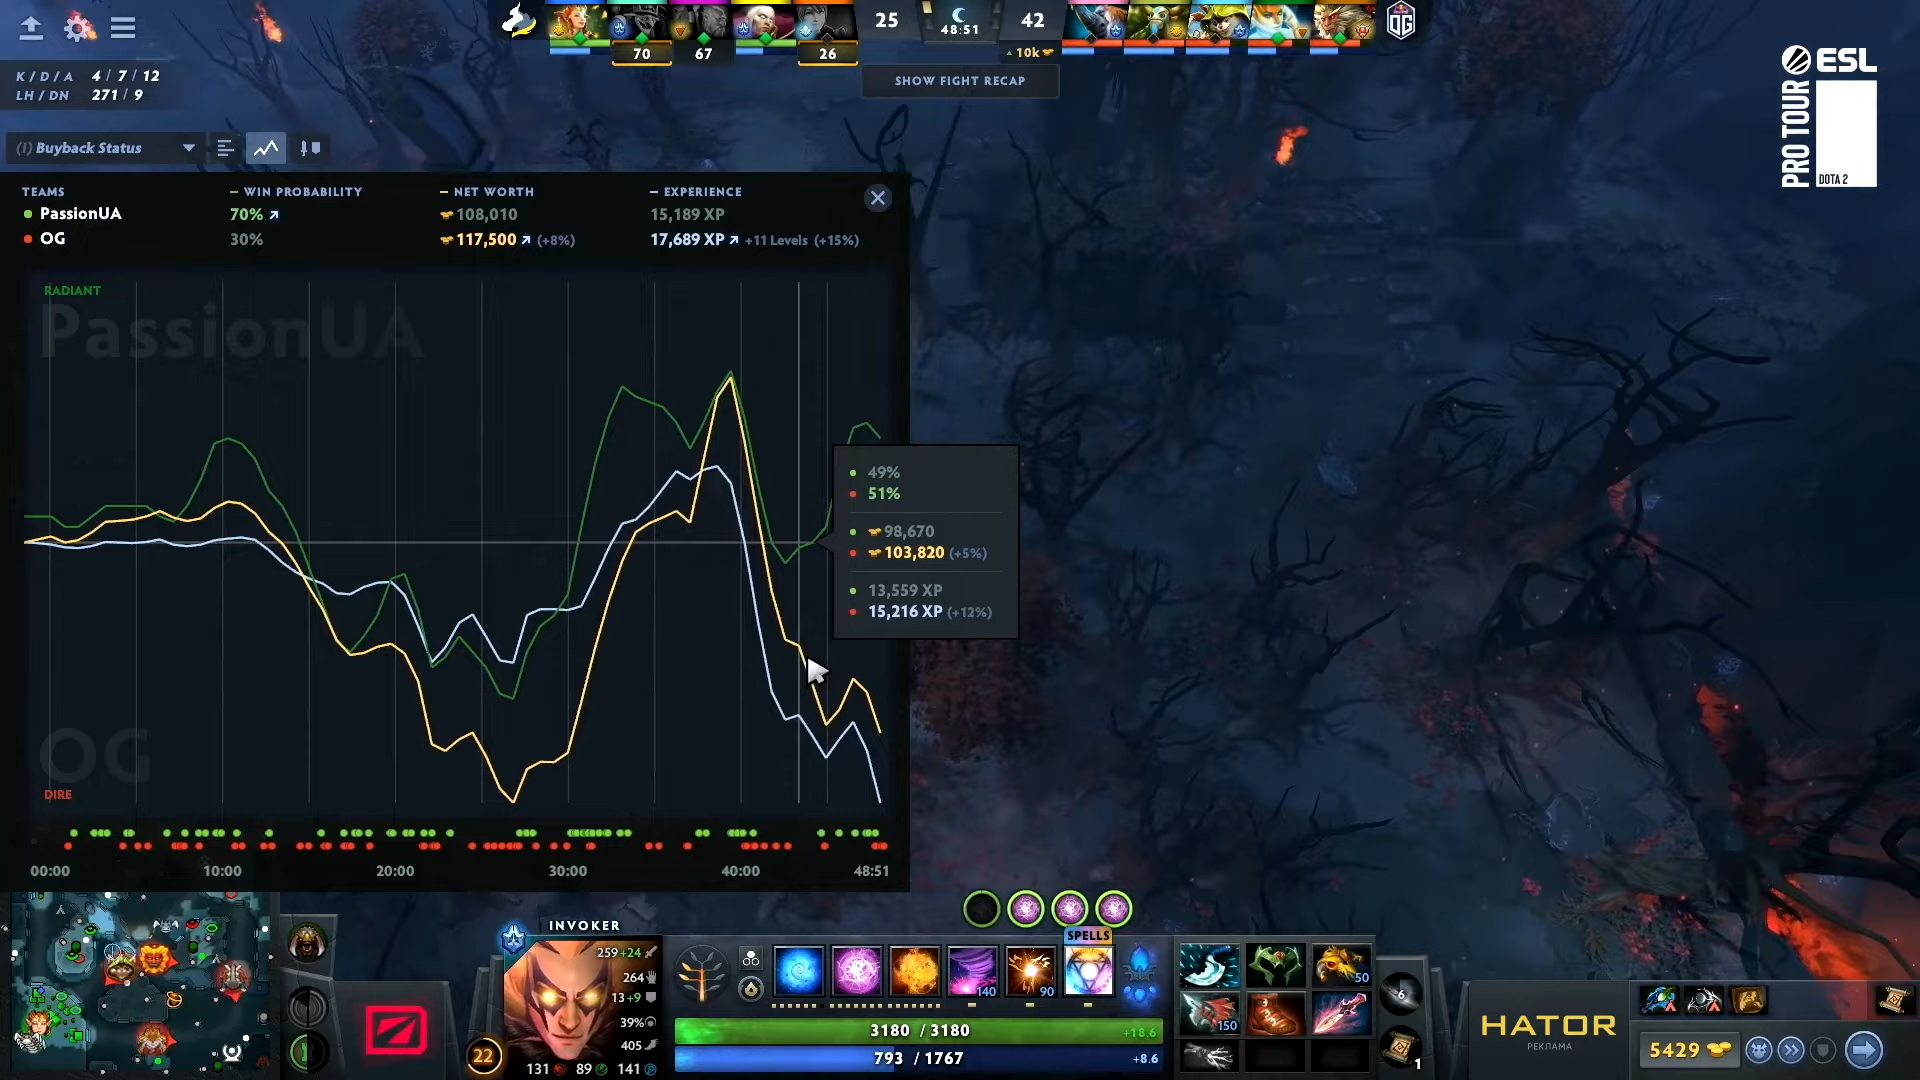 25
48:51
42
70
67
26
10k
SHOW FIGHT RECAP
OG
ESL
PRO TOUR
DOTA 2
K / D / A 4 / 7 / 12
LH / DN 271 / 9
(I) Buyback Status
TEAMS
WIN PROBABILITY
NET WORTH
EXPERIENCE
PassionUA
70%
108,010
15,189 XP
OG
30%
117,500 (+8%)
17,689 XP +11 Levels (+15%)
RADIANT
PassionUA
49%
51%
98,670
103,820 (+5%)
13,559 XP
15,216 XP (+12%)
OG
DIRE
00:00
10:00
20:00
30:00
40:00
48:51
INVOKER
SPELLS
259 +24
264
13 +9
39%
405
22
131
89
141
140
90
3180 / 3180
+18.6
793 / 1767
+8.6
50
150
6
1
HATOR
РЕКЛАМА
5429